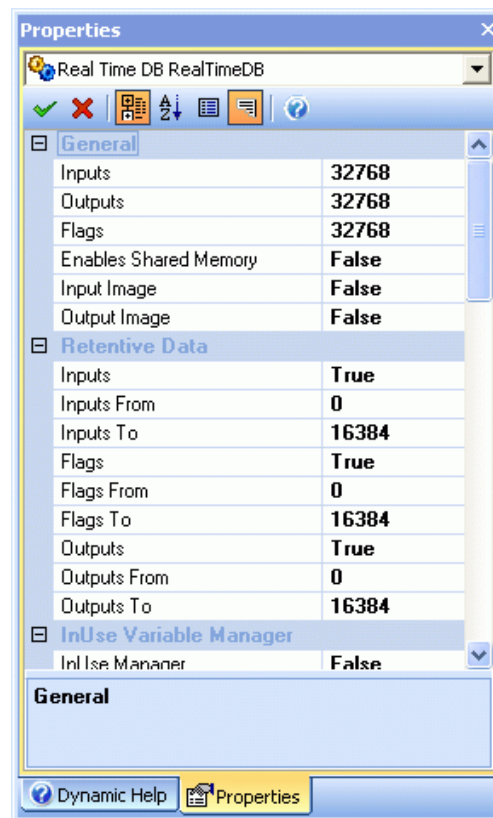 Properties
Real Time DB RealTimeDB
General
Inputs 32768
Outputs 32768
Flags 32768
Enables Shared Memory False
Input Image False
Output Image False
Retentive Data
Inputs True
Inputs From 0
Inputs To 16384
Flags True
Flags From 0
Flags To 16384
Outputs True
Outputs From 0
Outputs To 16384
InUse Variable Manager
InUse Manager False
General
Dynamic Help Properties